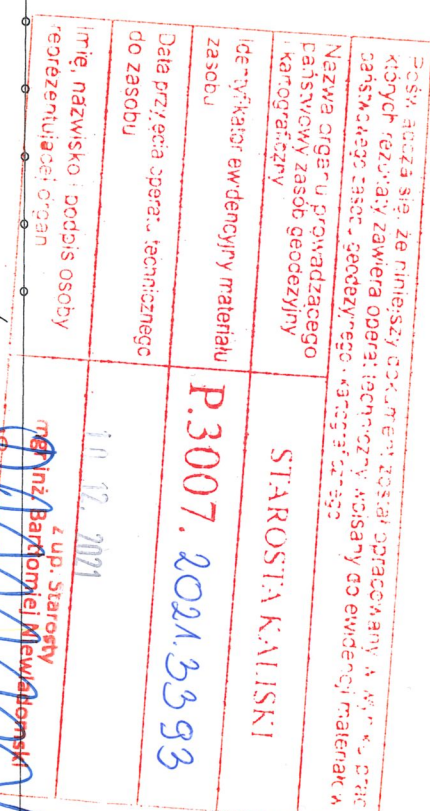 Poświadcza się, że niniejszy dokument został opracowany w wyniku prac
których rezultaty zawiera operat techniczny wpisany do ewidencji materiałów
państwowego zasobu geodezyjnego i kartograficznego
Nazwa organu prowadzącego
państwowy zasób geodezyjny
i kartograficzny
STAROSTA KALISKI
Identyfikator ewidencyjny materiału
zasobu
P.3007.2021.3393
Data przyjęcia operatu technicznego
do zasobu
10.12.2021
Imię, nazwisko i podpis osoby
reprezentującej organ
z up. Starosty
mgr inż. Bartłomiej Niewiadomski